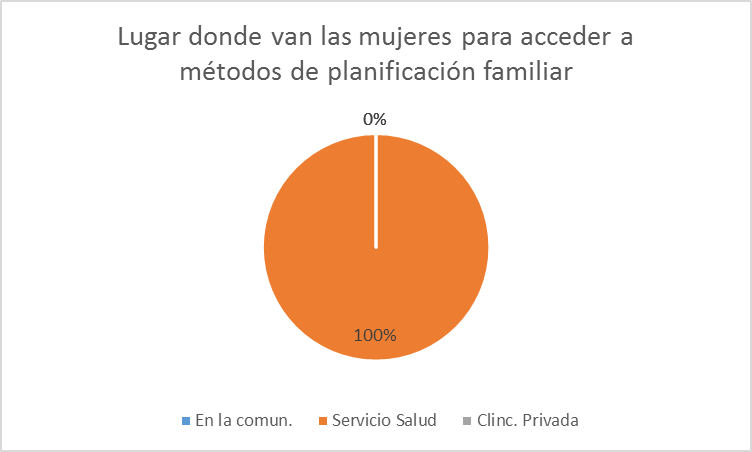 Lugar donde van las mujeres para acceder a
métodos de planificación familiar
0%
100%
En la comun. Servicio Salud Clinc. Privada